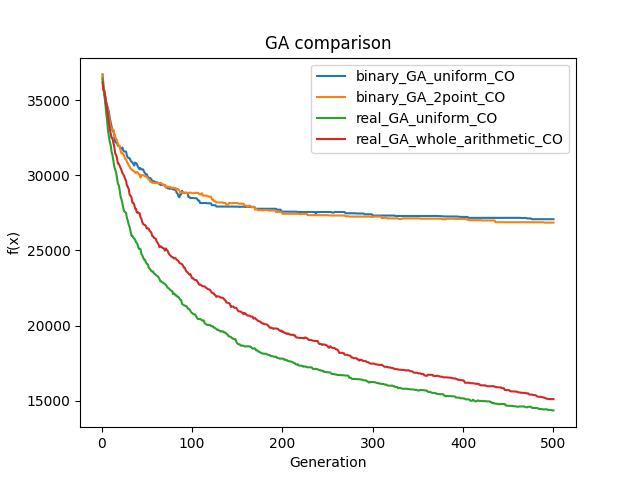 GA comparison
binary_GA_uniform_CO
binary_GA_2point_CO
real_GA_uniform_CO
real_GA_whole_arithmetic_CO
35000
30000
25000
20000
15000
f(x)
0 100 200 300 400 500
Generation